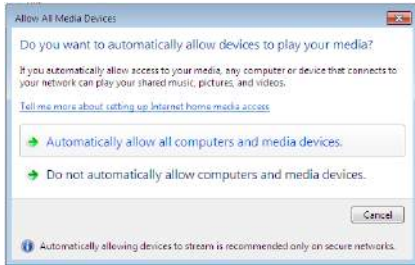 Allow All Media Devices
Do you want to automatically allow devices to play your media?
If you automatically allow access to your media, any computer or device that connects to
your network can play your shared music, pictures, and videos.
Tell me more about setting up Internet home media access
Automatically allow all computers and media devices.
Do not automatically allow computers and media devices.
Cancel
Automatically allowing devices to stream is recommended only on secure networks.